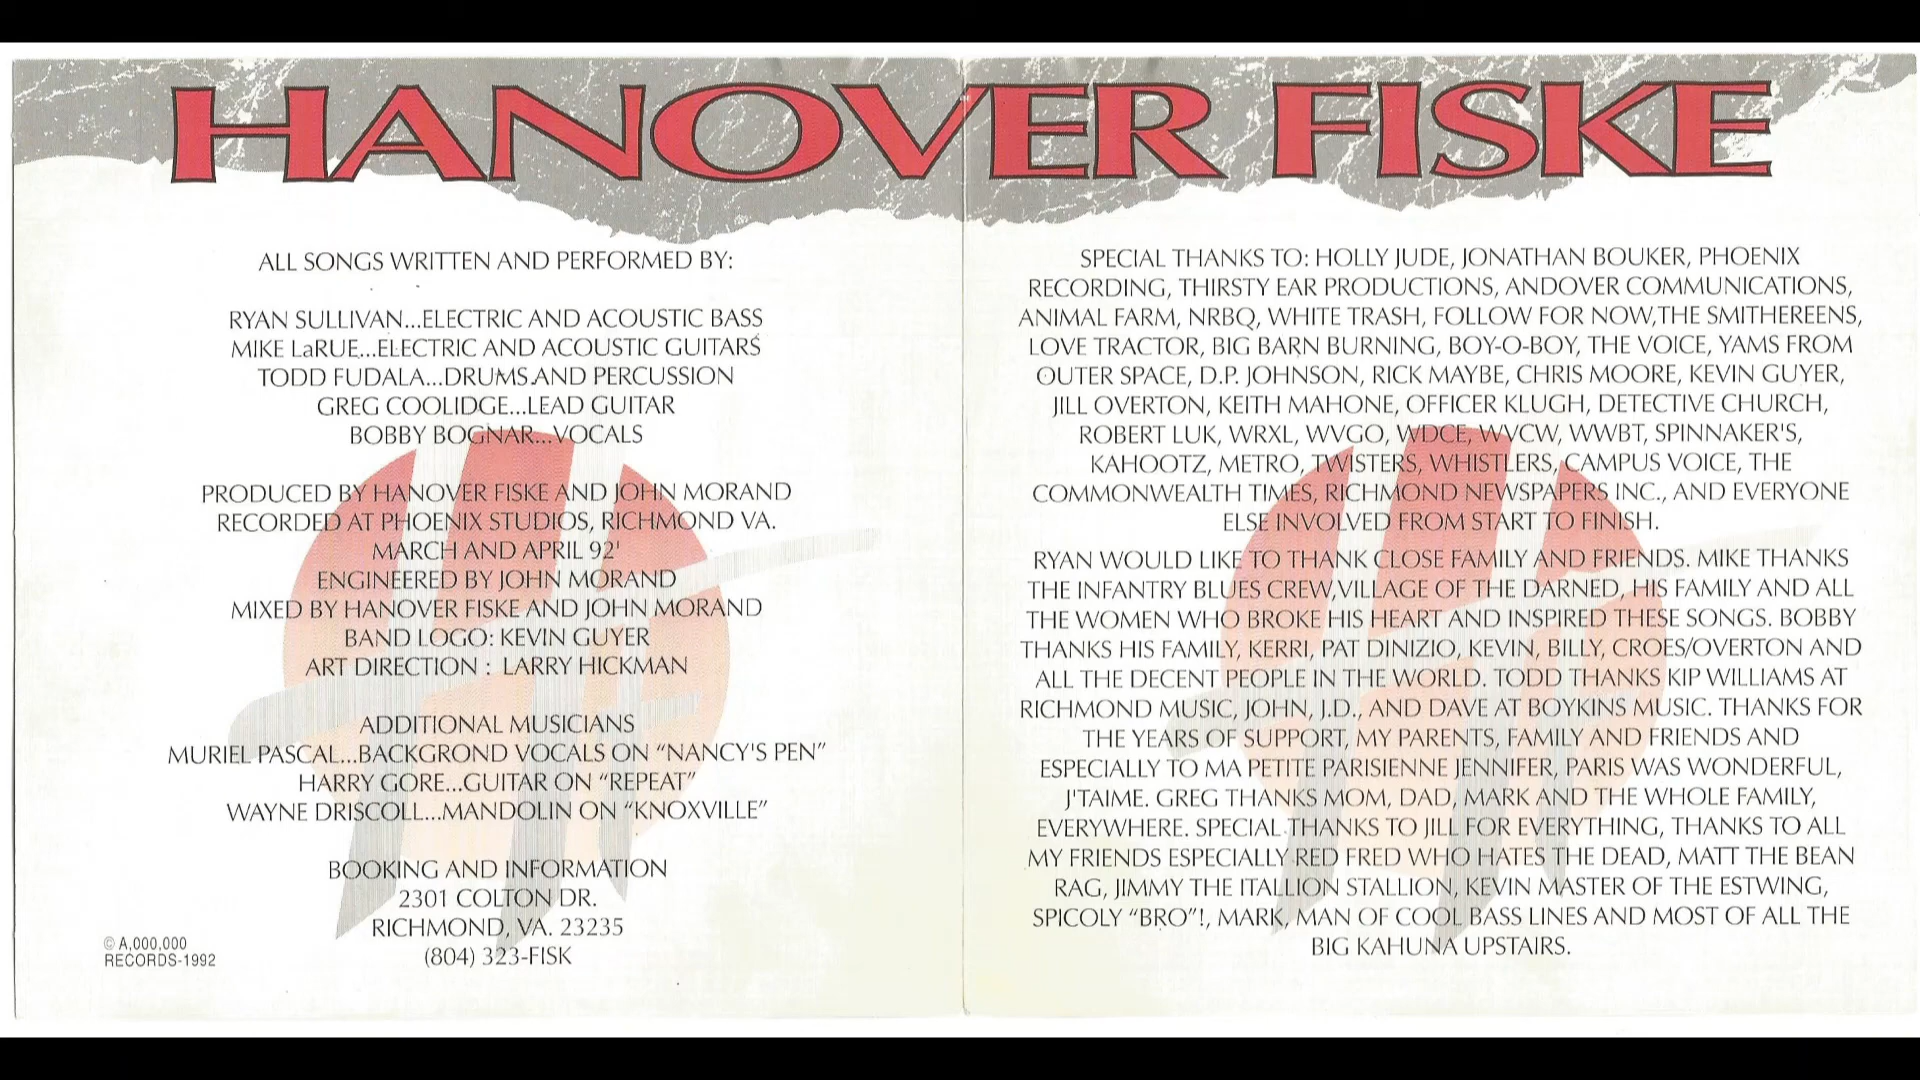 HANOVER FISKE
ALL SONGS WRITTEN AND PERFORMED BY:
RYAN SULLIVAN...ELECTRIC AND ACOUSTIC BASS
MIKE LaRUE...ELECTRIC AND ACOUSTIC GUITARS
TODD FUDALA...DRUMS AND PERCUSSION
GREG COOLIDGE...LEAD GUITAR
BOBBY BOGNAR...VOCALS
PRODUCED BY HANOVER FISKE AND JOHN MORAND
RECORDED AT PHOENIX STUDIOS, RICHMOND VA.
MARCH AND APRIL 92'
ENGINEERED BY JOHN MORAND
MIXED BY HANOVER FISKE AND JOHN MORAND
BAND LOGO: KEVIN GUYER
ART DIRECTION : LARRY HICKMAN
ADDITIONAL MUSICIANS
MURIEL PASCAL...BACKGROND VOCALS ON “NANCY'S PEN”
HARRY GORE...GUITAR ON “REPEAT”
WAYNE DRISCOLL...MANDOLIN ON “KNOXVILLE”
BOOKING AND INFORMATION
2301 COLTON DR.
RICHMOND, VA. 23235
(804) 323-FISK
© A,000,000
RECORDS-1992
SPECIAL THANKS TO: HOLLY JUDE, JONATHAN BOUKER, PHOENIX
RECORDING, THIRSTY EAR PRODUCTIONS, ANDOVER COMMUNICATIONS,
ANIMAL FARM, NRBQ, WHITE TRASH, FOLLOW FOR NOW,THE SMITHEREENS,
LOVE TRACTOR, BIG BARN BURNING, BOY-O-BOY, THE VOICE, YAMS FROM
OUTER SPACE, D.P. JOHNSON, RICK MAYBE, CHRIS MOORE, KEVIN GUYER,
JILL OVERTON, KEITH MAHONE, OFFICER KLUGH, DETECTIVE CHURCH,
ROBERT LUK, WRXL, WVGO, WDCE, WVCW, WWBT, SPINNAKER'S,
KAHOOTZ, METRO, TWISTERS, WHISTLERS, CAMPUS VOICE, THE
COMMONWEALTH TIMES, RICHMOND NEWSPAPERS INC., AND EVERYONE
ELSE INVOLVED FROM START TO FINISH.
RYAN WOULD LIKE TO THANK CLOSE FAMILY AND FRIENDS. MIKE THANKS
THE INFANTRY BLUES CREW,VILLAGE OF THE DARNED, HIS FAMILY AND ALL
THE WOMEN WHO BROKE HIS HEART AND INSPIRED THESE SONGS. BOBBY
THANKS HIS FAMILY, KERRI, PAT DINIZIO, KEVIN, BILLY, CROES/OVERTON AND
ALL THE DECENT PEOPLE IN THE WORLD. TODD THANKS KIP WILLIAMS AT
RICHMOND MUSIC, JOHN, J.D., AND DAVE AT BOYKINS MUSIC. THANKS FOR
THE YEARS OF SUPPORT, MY PARENTS, FAMILY AND FRIENDS AND
ESPECIALLY TO MA PETITE PARISIENNE JENNIFER, PARIS WAS WONDERFUL,
J'TAIME. GREG THANKS MOM, DAD, MARK AND THE WHOLE FAMILY,
EVERYWHERE. SPECIAL THANKS TO JILL FOR EVERYTHING, THANKS TO ALL
MY FRIENDS ESPECIALLY RED FRED WHO HATES THE DEAD, MATT THE BEAN
RAG, JIMMY THE ITALLION STALLION, KEVIN MASTER OF THE ESTWING,
SPICOLY “BRO”!, MARK, MAN OF COOL BASS LINES AND MOST OF ALL THE
BIG KAHUNA UPSTAIRS.